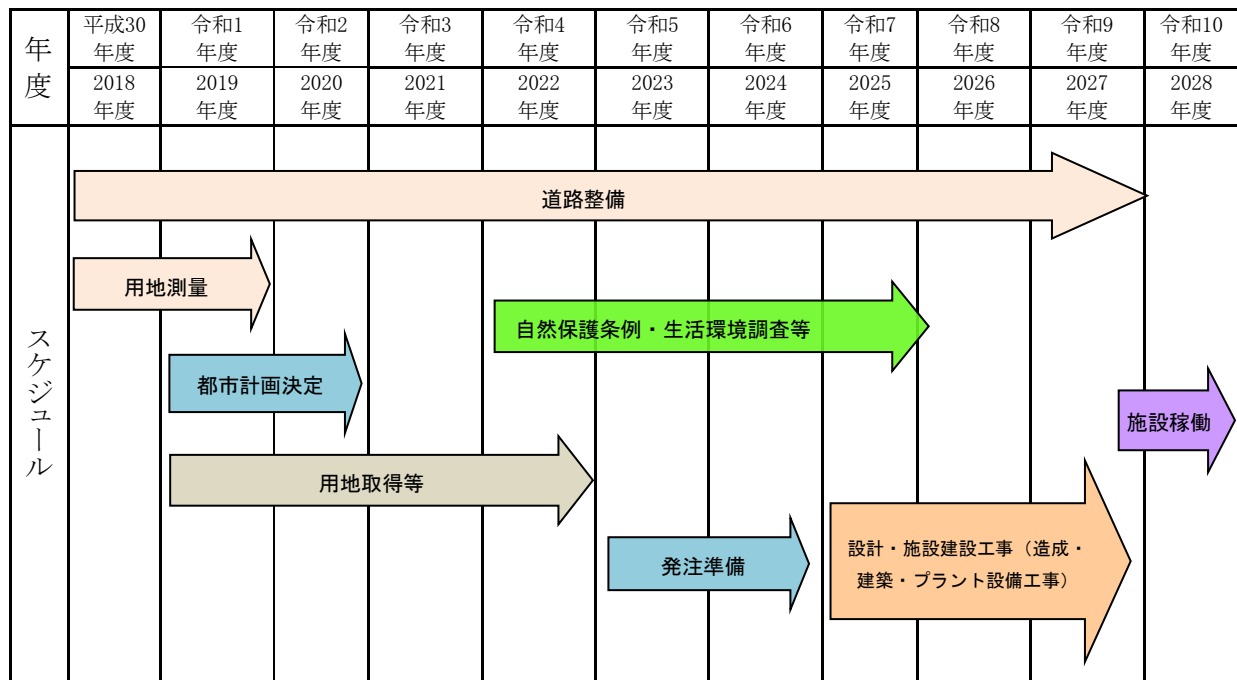 年
度
平成30
年度
令和1
年度
令和2
年度
令和3
年度
令和4
年度
令和5
年度
令和6
年度
令和7
年度
令和8
年度
令和9
年度
令和10
年度
2018
年度
2019
年度
2020
年度
2021
年度
2022
年度
2023
年度
2024
年度
2025
年度
2026
年度
2027
年度
2028
年度
スケジュール
道路整備
用地測量
自然保護条例・生活環境調査等
都市計画決定
施設稼働
用地取得等
発注準備
設計・施設建設工事（造成・
建築・プラント設備工事）